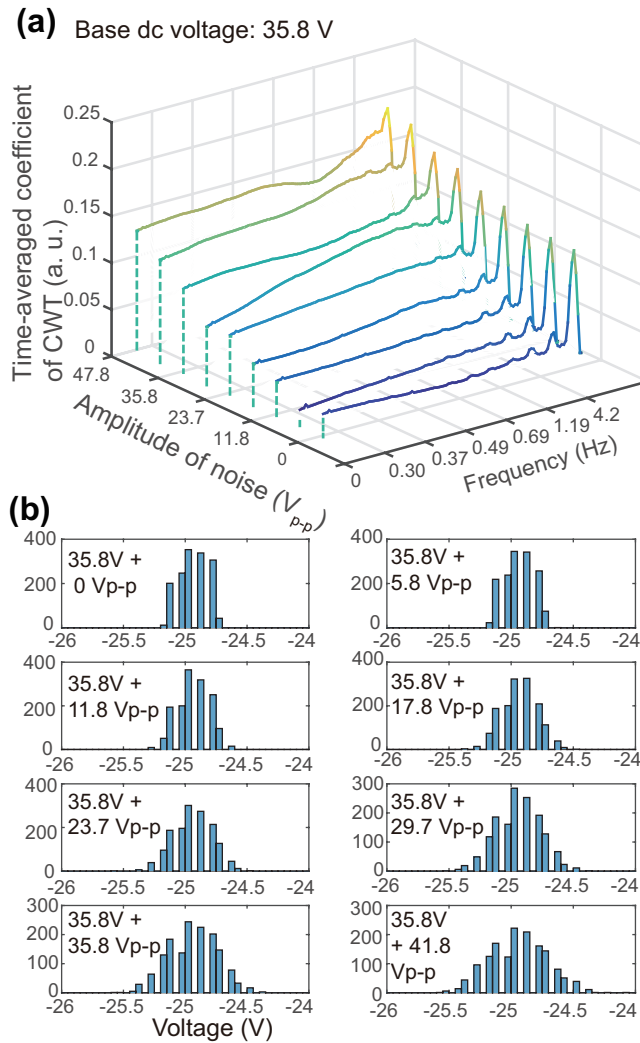 (a) Base dc voltage: 35.8 V
Time-averaged coefficient
of CWT (a. u.)
0.25
0.2
0.15
0.1
0.05
0
47.8
35.8
23.7
11.8
0
Amplitude of noise (Vp-p)
0
0.30
0.37
0.49
0.69
1.19
4.2
Frequency (Hz)
(b)
400
200
0
35.8V +
0 Vp-p
-26 -25.5 -25 -24.5 -24
400
200
0
35.8V +
5.8 Vp-p
-26 -25.5 -25 -24.5 -24
400
200
0
35.8V +
11.8 Vp-p
-26 -25.5 -25 -24.5 -24
400
200
0
35.8V +
17.8 Vp-p
-26 -25.5 -25 -24.5 -24
400
200
0
35.8V +
23.7 Vp-p
-26 -25.5 -25 -24.5 -24
300
200
100
0
35.8V +
29.7 Vp-p
-26 -25.5 -25 -24.5 -24
300
200
100
0
35.8V +
35.8 Vp-p
-26 -25.5 -25 -24.5 -24
Voltage (V)
300
200
100
0
35.8V
+ 41.8
Vp-p
-26 -25.5 -25 -24.5 -24